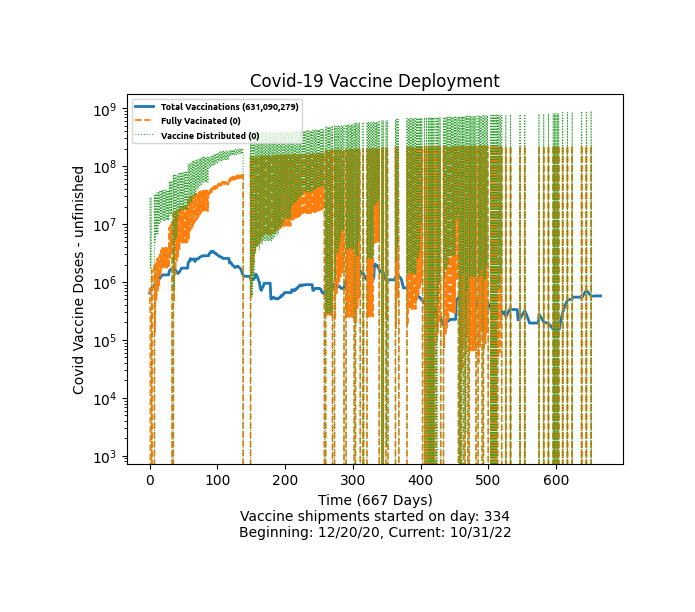 Covid-19 Vaccine Deployment
Total Vaccinations (631,090,279)
Fully Vacinated (0)
Vaccine Distributed (0)
Covid Vaccine Doses - unfinished
10⁹
10⁸
10⁷
10⁶
10⁵
10⁴
10³
0 100 200 300 400 500 600
Time (667 Days)
Vaccine shipments started on day: 334
Beginning: 12/20/20, Current: 10/31/22